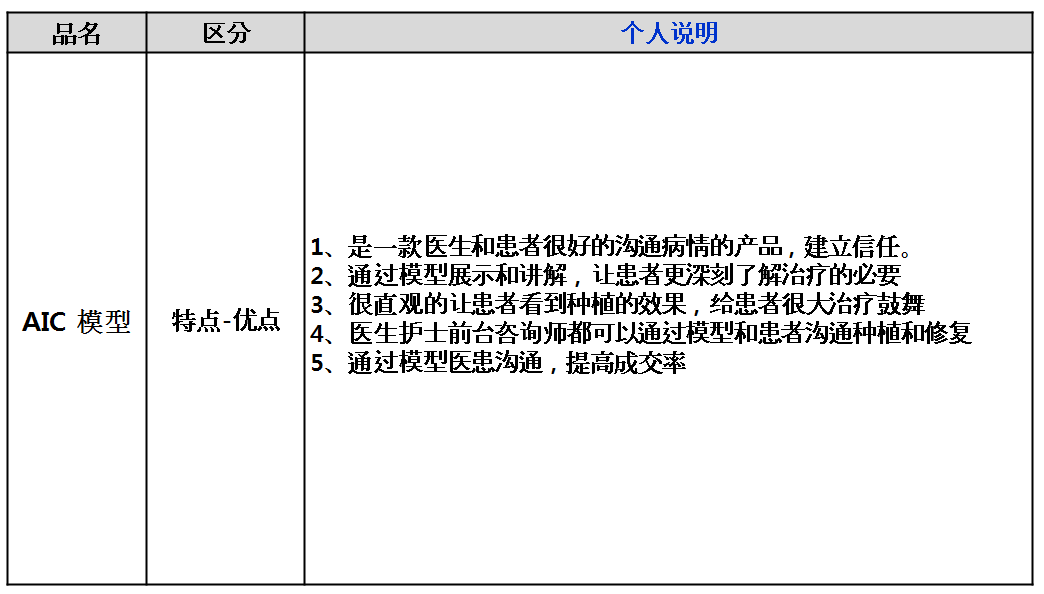 品名 区分 个人说明
AIC 模型
特点-优点
1、是一款医生和患者很好的沟通病情的产品，建立信任。
2、通过模型展示和讲解，让患者更深刻了解治疗的必要
3、很直观的让患者看到种植的效果，给患者很大治疗鼓舞
4、医生护士前台咨询师都可以通过模型和患者沟通种植和修复
5、通过模型医患沟通，提高成交率